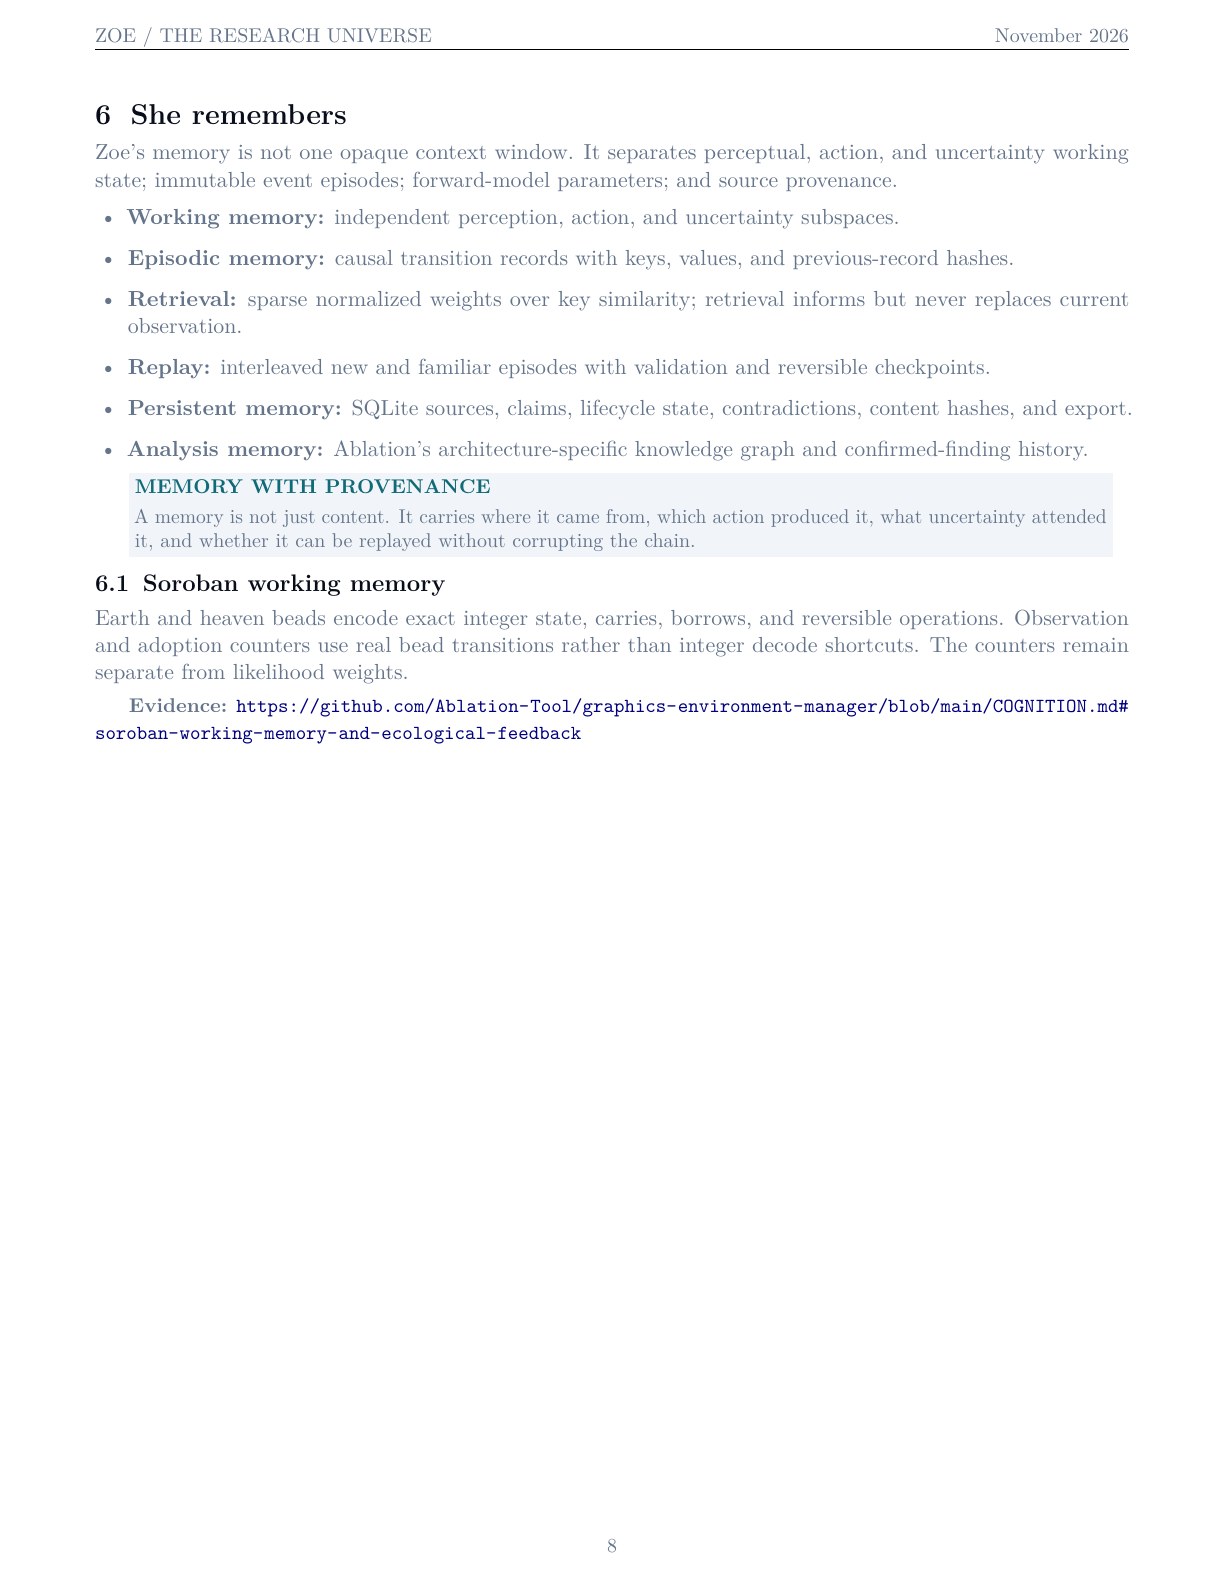 ZOE / THE RESEARCH UNIVERSE November 2026
6 She remembers
Zoe's memory is not one opaque context window. It separates perceptual, action, and uncertainty working
state; immutable event episodes; forward-model parameters; and source provenance.
• Working memory: independent perception, action, and uncertainty subspaces.
• Episodic memory: causal transition records with keys, values, and previous-record hashes.
• Retrieval: sparse normalized weights over key similarity; retrieval informs but never replaces current
observation.
• Replay: interleaved new and familiar episodes with validation and reversible checkpoints.
• Persistent memory: SQLite sources, claims, lifecycle state, contradictions, content hashes, and export.
• Analysis memory: Ablation's architecture-specific knowledge graph and confirmed-finding history.
MEMORY WITH PROVENANCE
A memory is not just content. It carries where it came from, which action produced it, what uncertainty attended
it, and whether it can be replayed without corrupting the chain.
6.1 Soroban working memory
Earth and heaven beads encode exact integer state, carries, borrows, and reversible operations. Observation
and adoption counters use real bead transitions rather than integer decode shortcuts. The counters remain
separate from likelihood weights.
Evidence: https://github.com/Ablation-Tool/graphics-environment-manager/blob/main/COGNITION.md#
soroban-working-memory-and-ecological-feedback
8